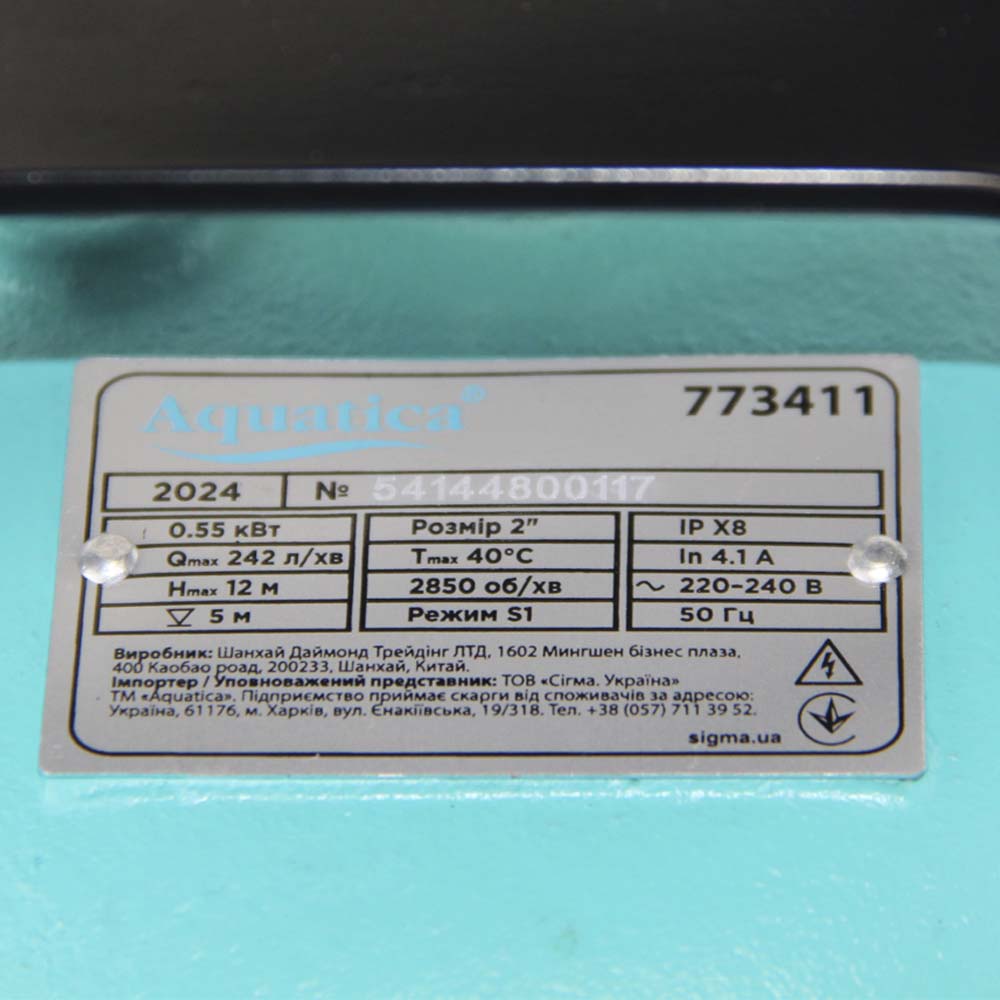 Aquatica® 773411
2024 № 54144800117
0.55 кВт Розмір 2" IP X8
Qmax 242 л/хв Tmax 40°C In 4.1 A
Hmax 12 м 2850 об/хв ~ 220-240 В
5 м Режим S1 50 Гц
Виробник: Шанхай Даймонд Трейдінг ЛТД, 1602 Мингшен бізнес плаза,
400 Каобао роад, 200233, Шанхай, Китай.
Імпортер / Уповноважений представник: ТОВ «Сігма. Україна»
ТМ «Aquatica». Підприємство приймає скарги від споживачів за адресою:
Україна, 61176, м. Харків, вул. Єнакіївська, 19/318. Тел. +38 (057) 711 39 52.
sigma.ua